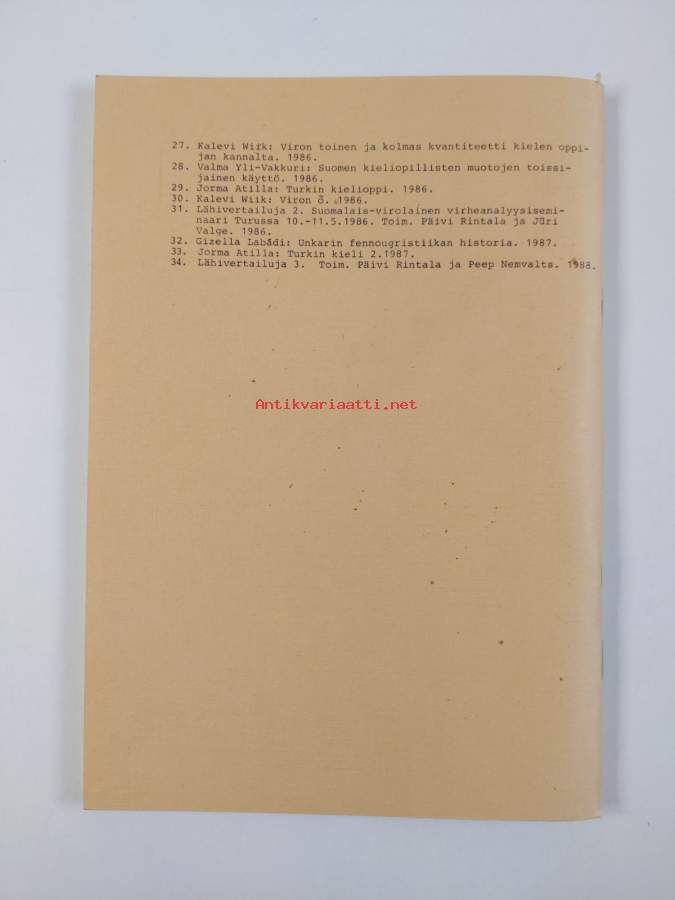 27. Kalevi Wiik: Viron toinen ja kolmas kvantiteetti kielen oppi-
jan kannalta. 1986.
28. Valma Yli-Vakkuri: Suomen kieliopillisten muotojen toissi-
jainen käyttö. 1986.
29. Jorma Atilla: Turkin kielioppi. 1986.
30. Kalevi Wiik: Viron õ. 1986.
31. Lähivertailuja 2. Suomalais-virolainen virheanalyysisemi-
naari Turussa 10.-11.5.1986. Toim. Päivi Rintala ja Jüri
Valge. 1986.
32. Gizella Labádi: Unkarin fennougristiikan historia. 1987.
33. Jorma Atilla: Turkin kieli 2.1987.
34. Lähivertailuja 3. Toim. Päivi Rintala ja Peep Nemvalts. 1988.
Antikvariaatti.net